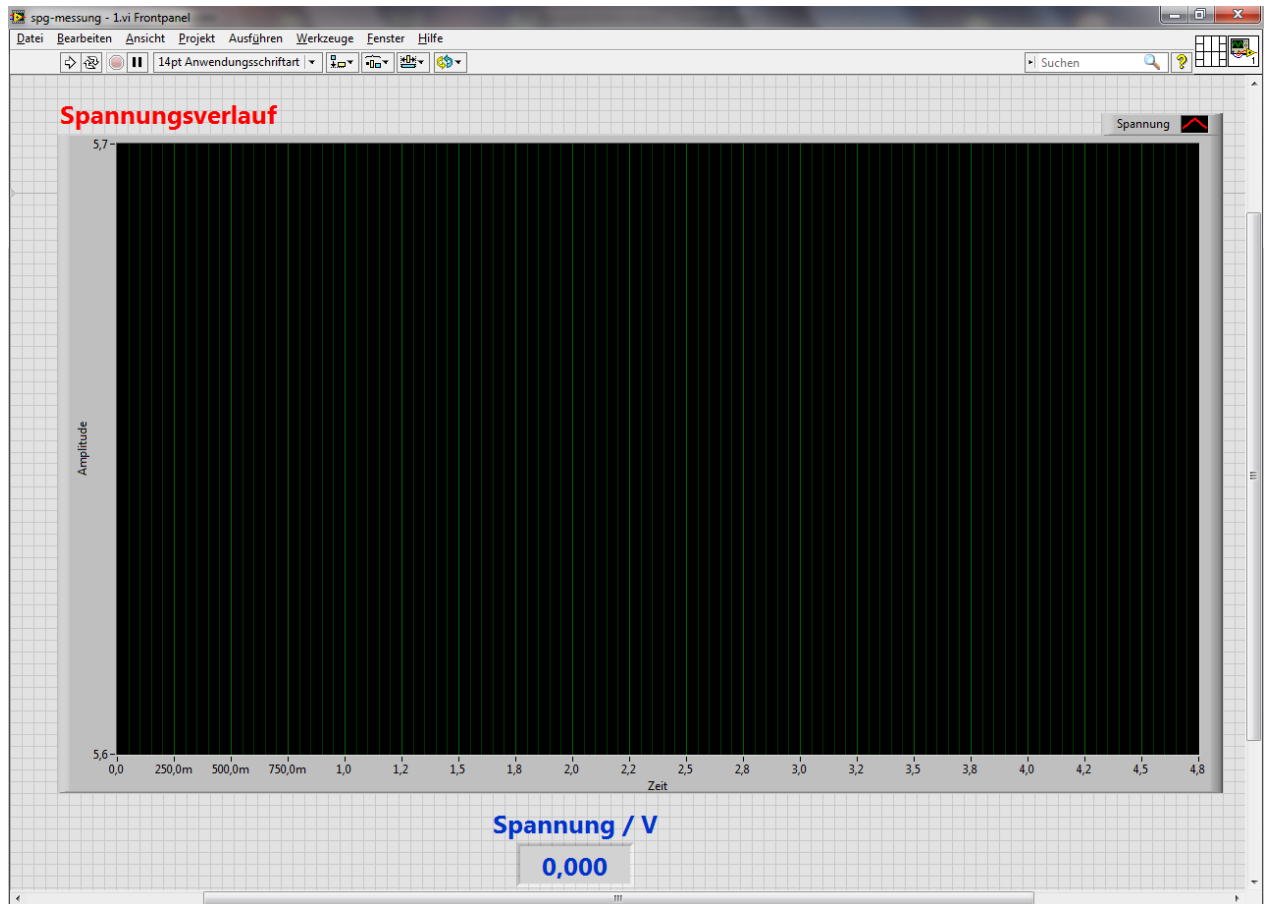 spg-messung - 1.vi Frontpanel
Datei Bearbeiten Ansicht Projekt Ausführen Werkzeuge Fenster Hilfe
14pt Anwendungsschriftart
Suchen
1
Spannungsverlauf
Spannung
5,7
Amplitude
5,6
0,0 250,0m 500,0m 750,0m 1,0 1,2 1,5 1,8 2,0 2,2 2,5 2,8 3,0 3,2 3,5 3,8 4,0 4,2 4,5 4,8
Zeit
Spannung / V
0,000